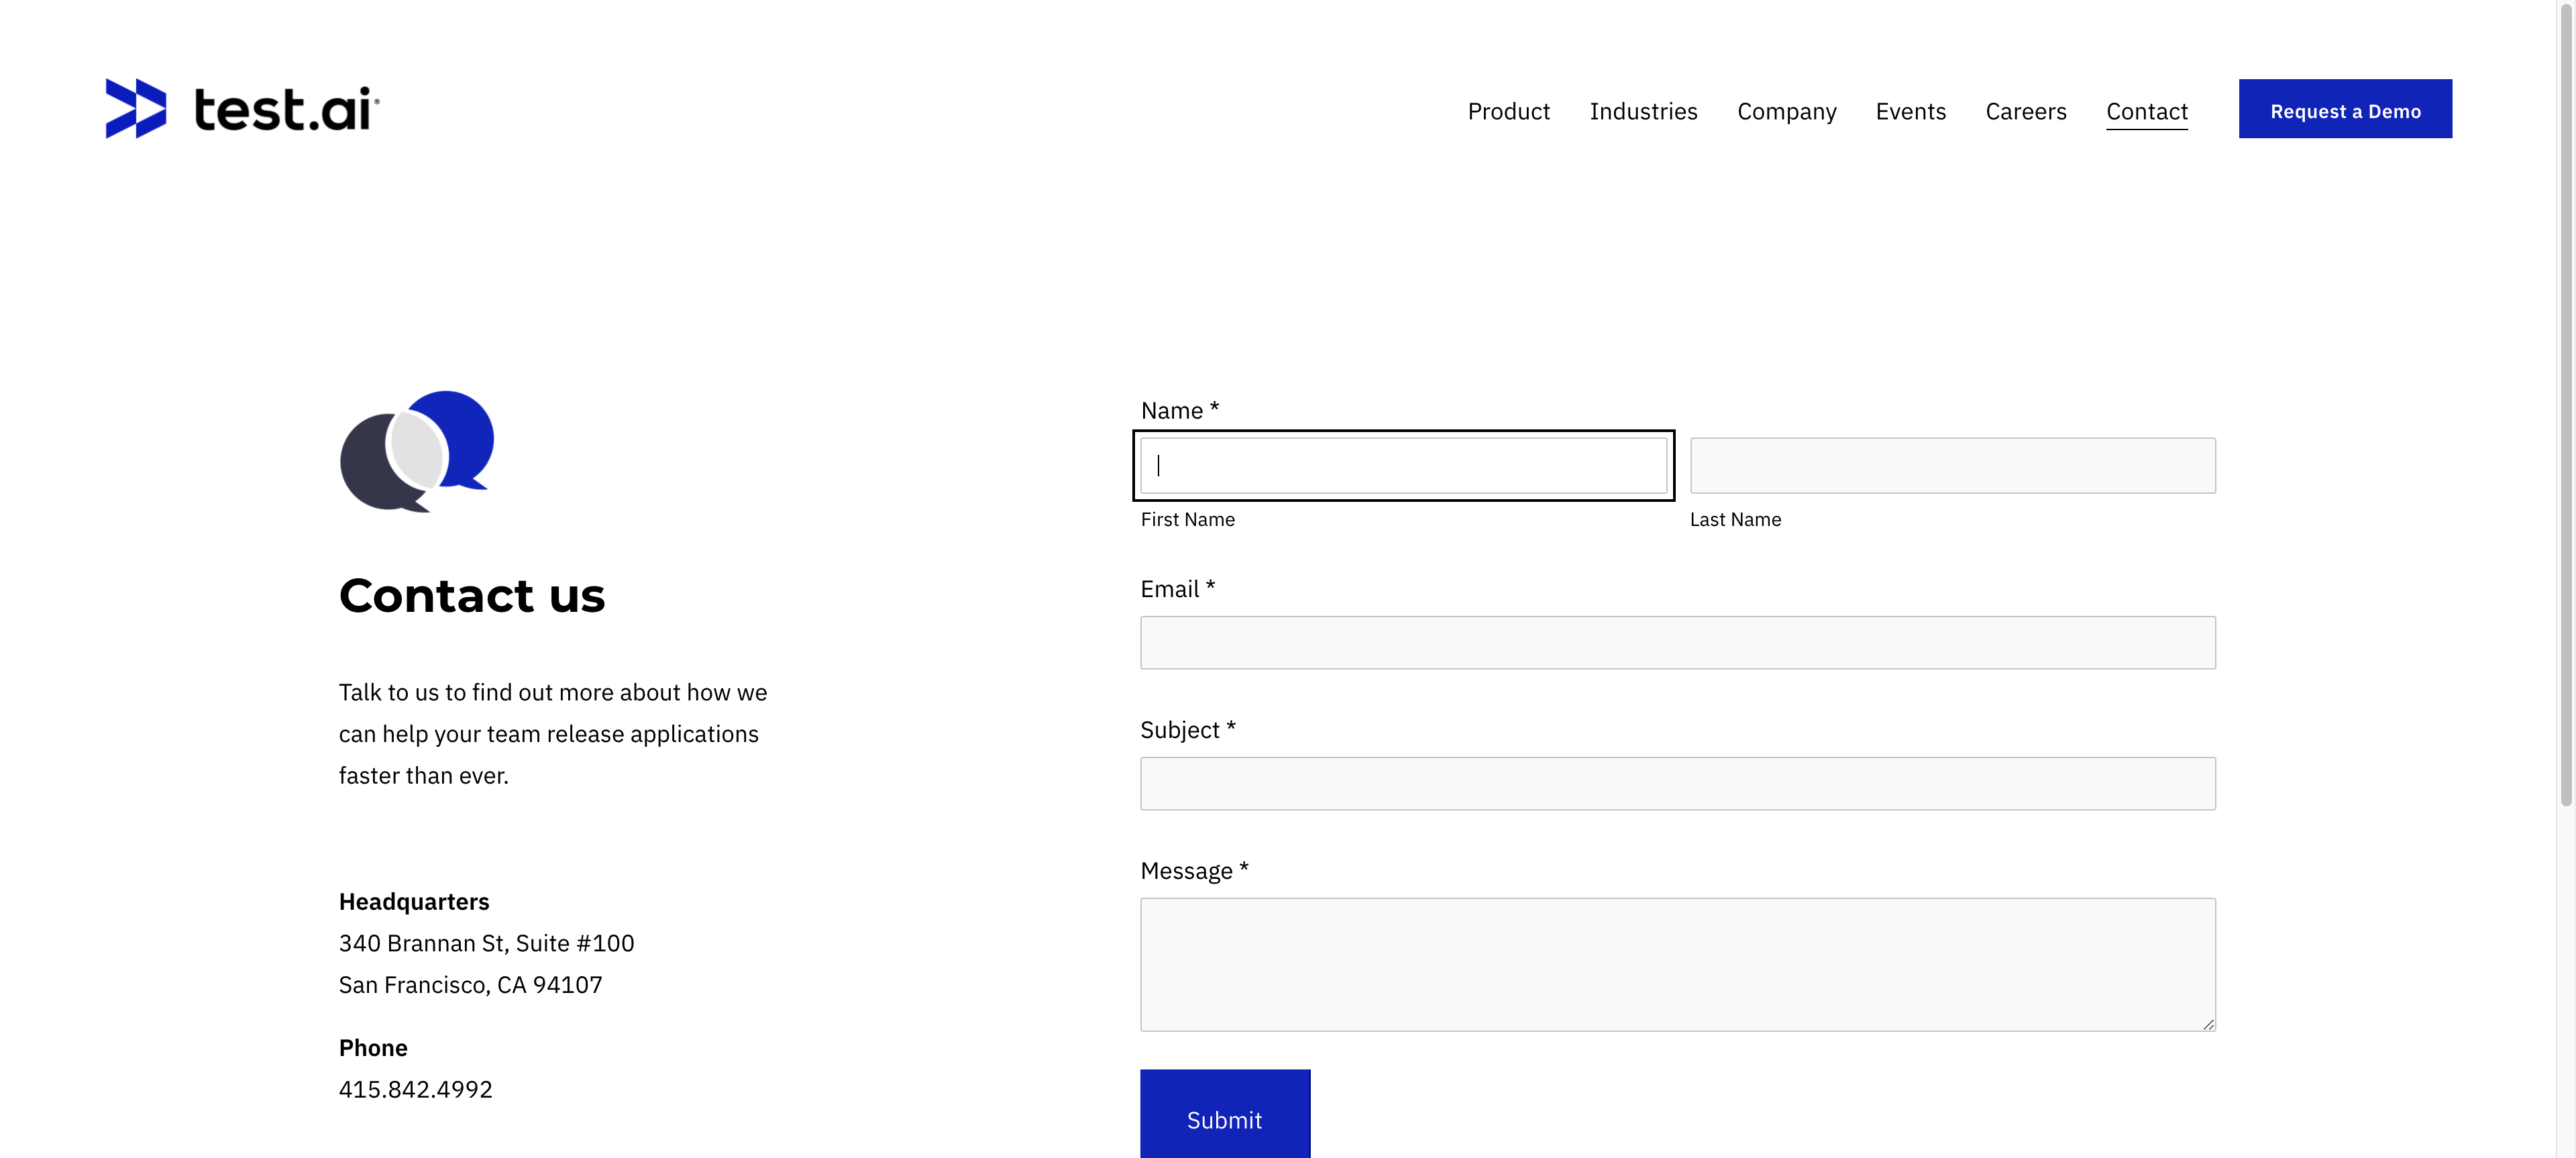 test.ai
Product Industries Company Events Careers Contact Request a Demo
Contact us
Talk to us to find out more about how we
can help your team release applications
faster than ever.
Headquarters
340 Brannan St, Suite #100
San Francisco, CA 94107
Phone
415.842.4992
Name *
First Name Last Name
Email *
Subject *
Message *
Submit